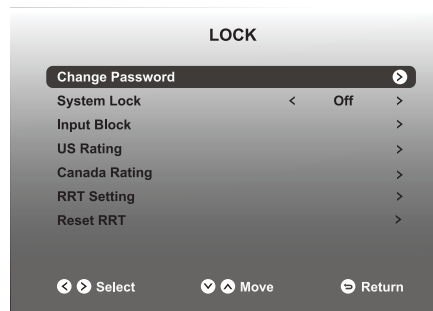 LOCK
Change Password >
System Lock < Off >
Input Block >
US Rating >
Canada Rating >
RRT Setting >
Reset RRT >
Select Move Return